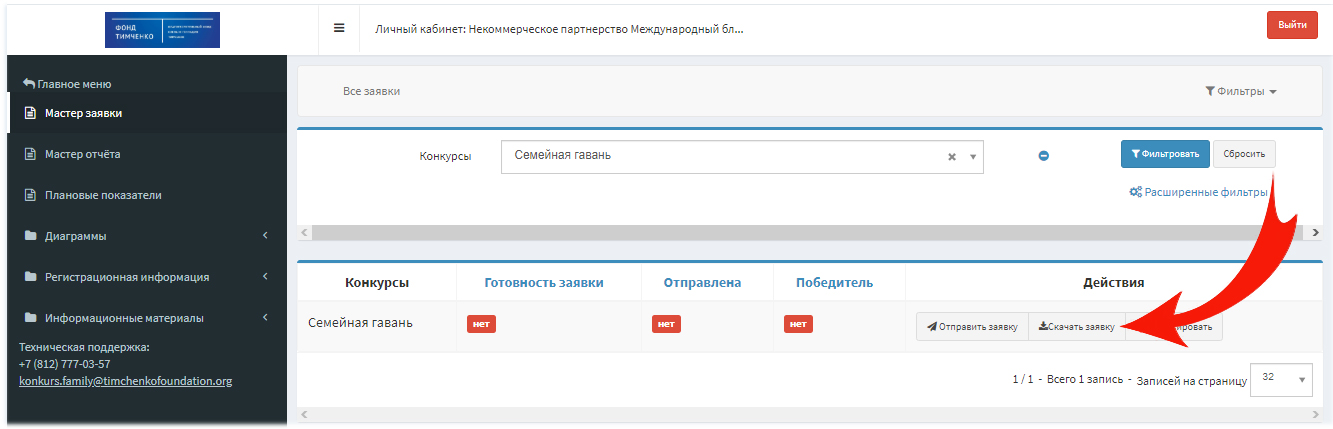 ФОНД
ТИМЧЕНКО
Личный кабинет: Некоммерческое партнерство Международный бл...
Выйти
Главное меню
Мастер заявки
Мастер отчёта
Плановые показатели
Диаграммы
Регистрационная информация
Информационные материалы
Техническая поддержка:
+7 (812) 777-03-57
konkurs.family@timchenkofoundation.org
Все заявки
Фильтры
Конкурсы
Семейная гавань
Фильтровать
Сбросить
Расширенные фильтры
Конкурсы Готовность заявки Отправлена Победитель Действия
Семейная гавань нет нет нет Отправить заявку Скачать заявку
1 / 1 - Всего 1 запись - Записей на страницу 32